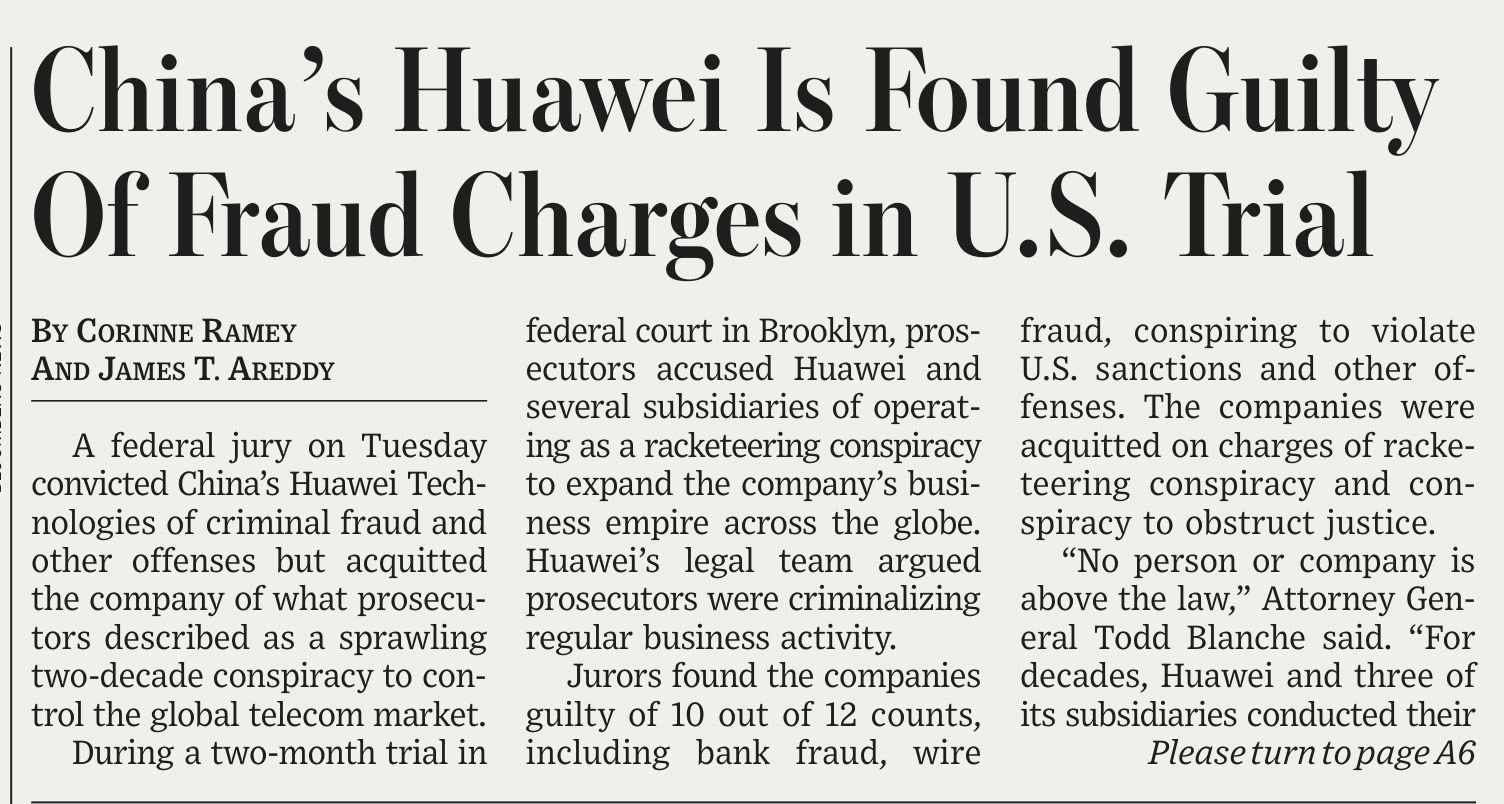 China’s Huawei Is Found Guilty
Of Fraud Charges in U.S. Trial
BY CORINNE RAMEY
AND JAMES T. AREDDY
A federal jury on Tuesday
convicted China’s Huawei Tech-
nologies of criminal fraud and
other offenses but acquitted
the company of what prosecu-
tors described as a sprawling
two-decade conspiracy to con-
trol the global telecom market.
During a two-month trial in
federal court in Brooklyn, pros-
ecutors accused Huawei and
several subsidiaries of operat-
ing as a racketeering conspiracy
to expand the company’s busi-
ness empire across the globe.
Huawei’s legal team argued
prosecutors were criminalizing
regular business activity.
Jurors found the companies
guilty of 10 out of 12 counts,
including bank fraud, wire
fraud, conspiring to violate
U.S. sanctions and other of-
fenses. The companies were
acquitted on charges of racke-
teering conspiracy and con-
spiracy to obstruct justice.
“No person or company is
above the law,” Attorney Gen-
eral Todd Blanche said. “For
decades, Huawei and three of
its subsidiaries conducted their
Please turn to page A6